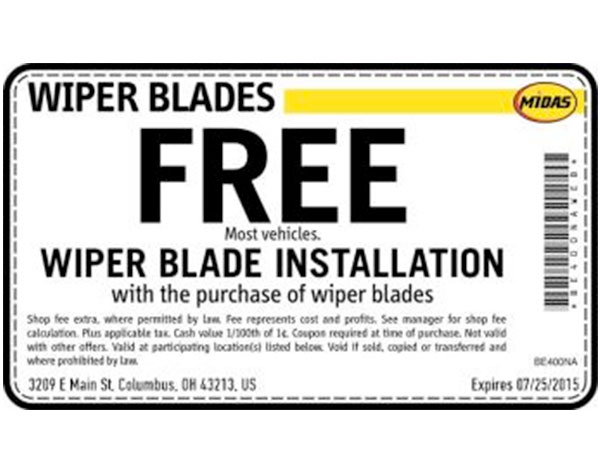 WIPER BLADES
MIDAS
FREE
Most vehicles.
WIPER BLADE INSTALLATION
with the purchase of wiper blades
Shop fee extra, where permitted by law. Fee represents cost and profits. See manager for shop fee
calculation. Plus applicable tax. Cash value 1/100th of 1¢. Coupon required at time of purchase. Not valid
with other offers. Valid at participating location(s) listed below. Void if sold, copied or transferred and
where prohibited by law.
BE400NA
3209 E Main St, Columbus, OH 43213, US
Expires 07/25/2015